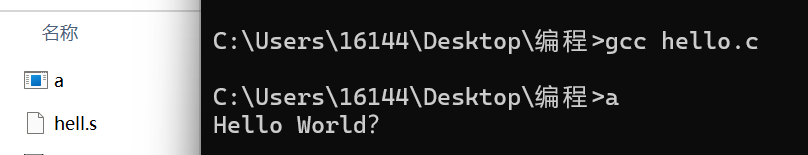 名称
a
hell.s
C:\Users\16144\Desktop\编程>gcc hello.c
C:\Users\16144\Desktop\编程>a
Hello World?